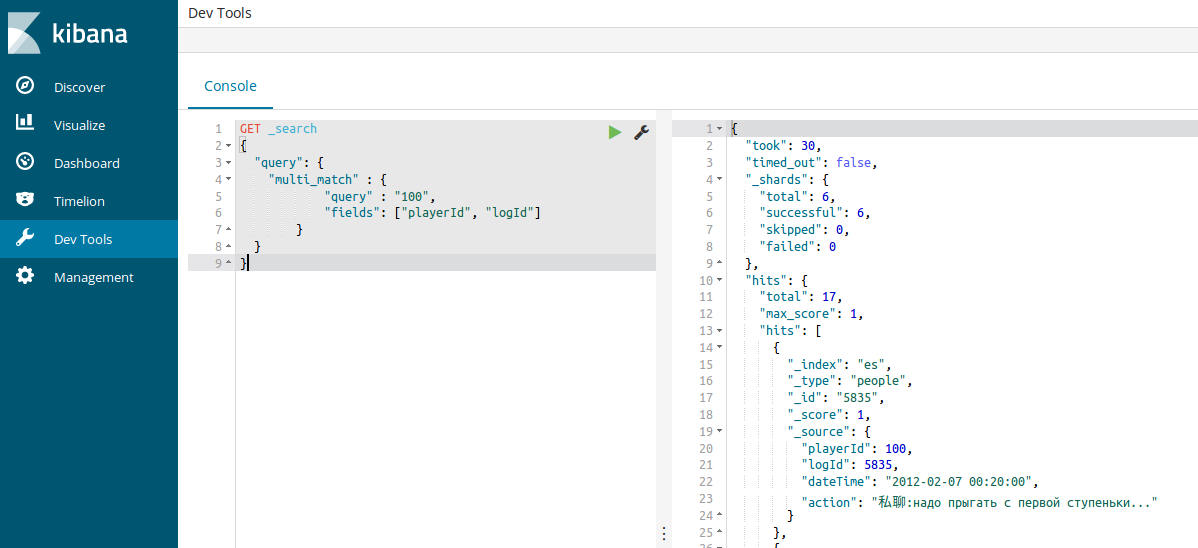 kibana
Discover
Visualize
Dashboard
Timelion
Dev Tools
Management
Dev Tools
Console
1 GET _search
2 {
3 "query": {
4 "multi_match" : {
5 "query" : "100",
6 "fields": ["playerId", "logId"]
7 }
8 }
9 }
1 {
2 "took": 30,
3 "timed_out": false,
4 "_shards": {
5 "total": 6,
6 "successful": 6,
7 "skipped": 0,
8 "failed": 0
9 },
10 "hits": {
11 "total": 17,
12 "max_score": 1,
13 "hits": [
14 {
15 "_index": "es",
16 "_type": "people",
17 "_id": "5835",
18 "_score": 1,
19 "_source": {
20 "playerId": 100,
21 "logId": 5835,
22 "dateTime": "2012-02-07 00:20:00",
23 "action": "私聊:надо прыгать с первой ступеньки..."
24 }
25 },
26 {